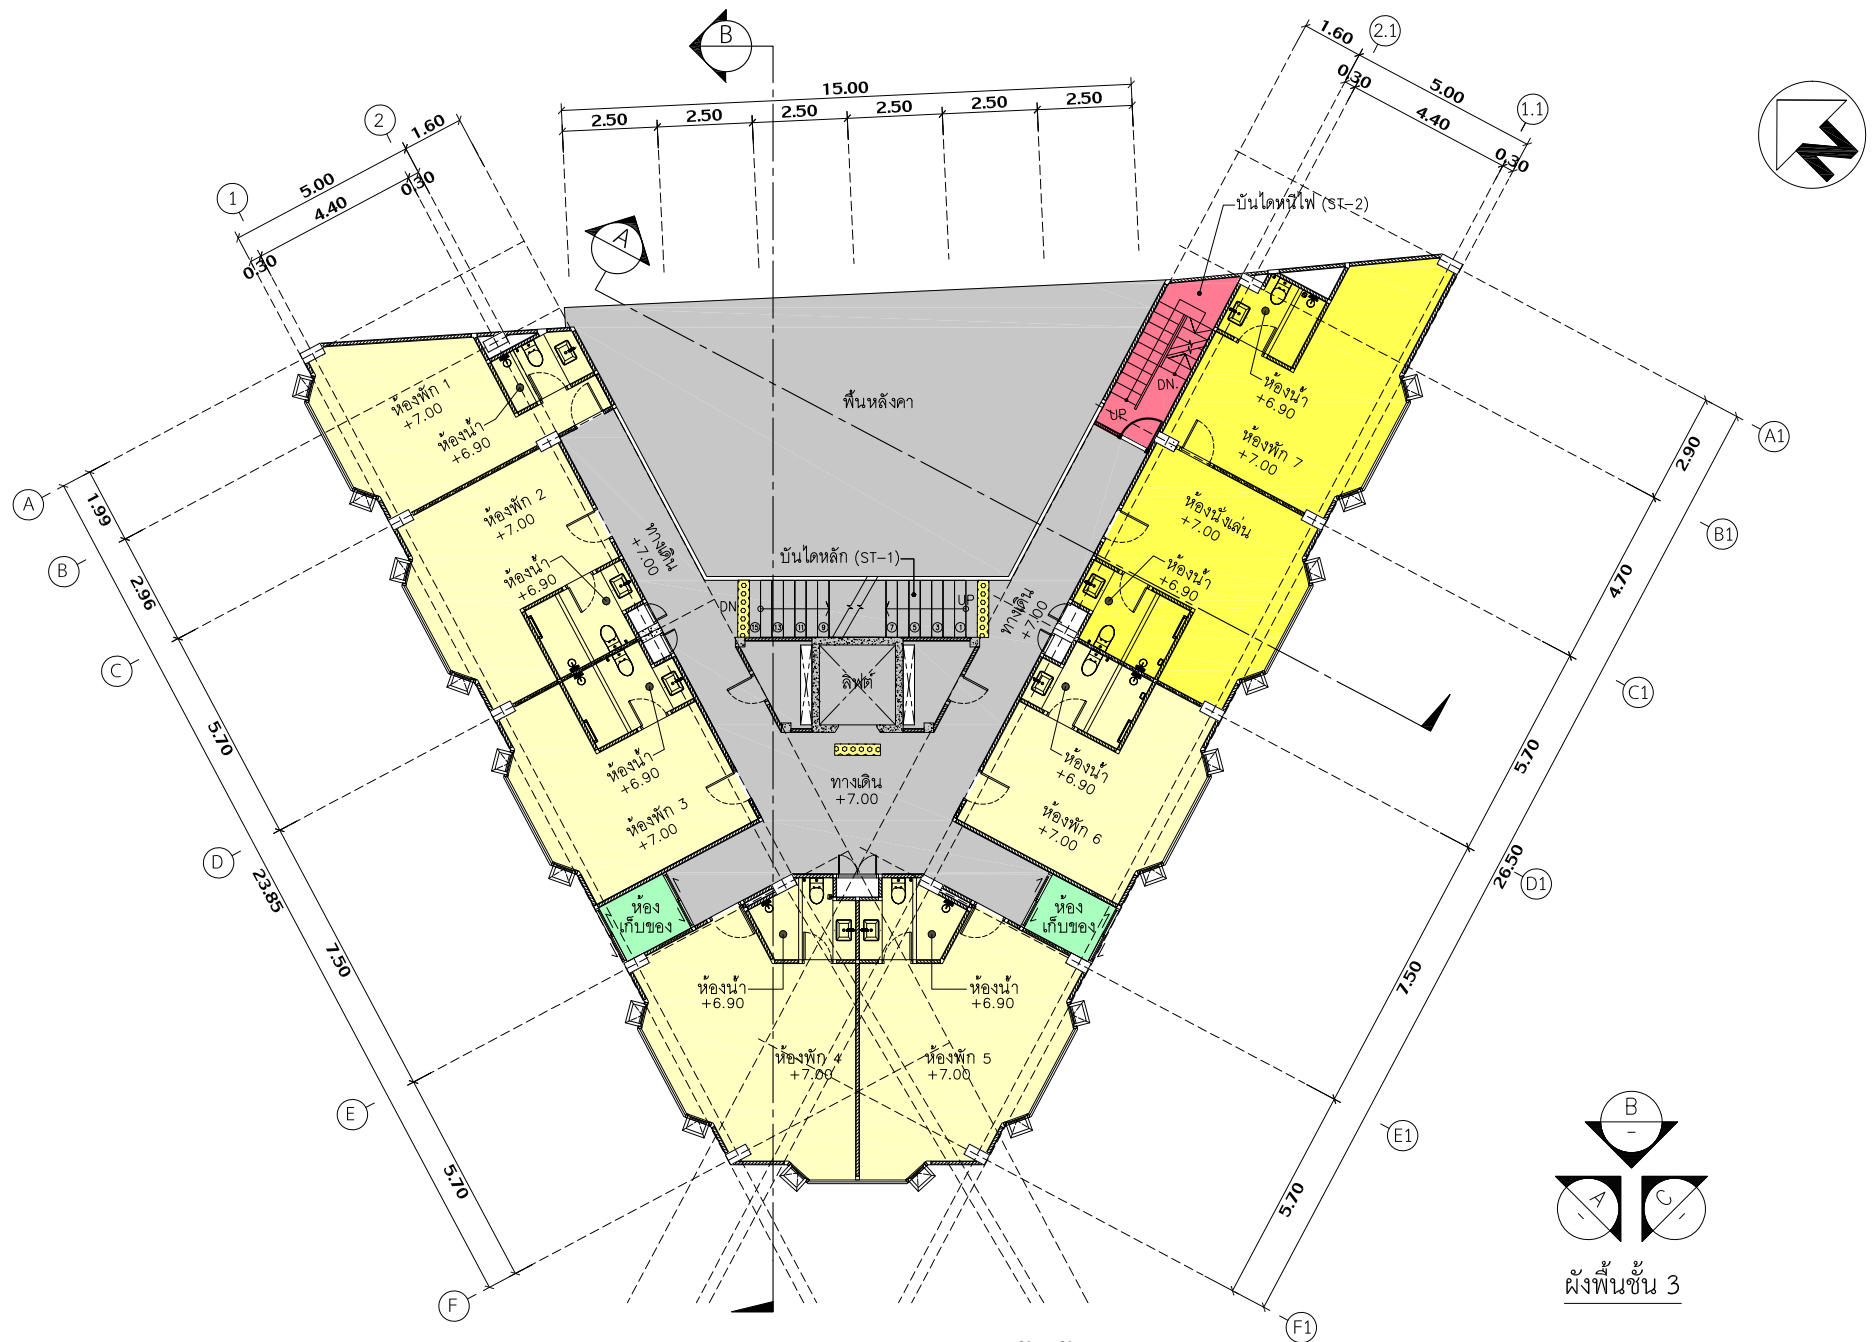 B
2.1
1.60
0.30
5.00
4.40
1.1
0.30
15.00
2.50
2.50
2.50
2.50
2.50
2.50
2
1.60
5.00
0.30
4.40
1
0.30
A
บันไดหนีไฟ (ST-2)
พื้นหลังคา
DN.
UP
ห้องน้ำ
+6.90
ห้องพัก 7
+7.00
ห้องพัก 1
+7.00
ห้องน้ำ
+6.90
ห้องพัก 2
+7.00
ห้องน้ำ
+6.90
ทางเดิน
+7.00
บันไดหลัก (ST-1)
DN
UP
15
13
11
9
7
5
3
1
ลิฟต์
ทางเดิน
+7.00
ห้องนั่งเล่น
+7.00
ห้องน้ำ
+6.90
ห้องน้ำ
+6.90
ห้องพัก 3
+7.00
ทางเดิน
+7.00
ห้องน้ำ
+6.90
ห้องพัก 6
+7.00
ห้อง
เก็บของ
ห้อง
เก็บของ
ห้องน้ำ
+6.90
ห้องน้ำ
+6.90
ห้องพัก 4
+7.00
ห้องพัก 5
+7.00
A
B
C
D
E
F
1.99
2.96
5.70
23.85
7.50
5.70
A1
B1
C1
D1
E1
F1
2.90
4.70
5.70
26.50
7.50
5.70
B
-
A
-
C
-
ผังพื้นชั้น 3